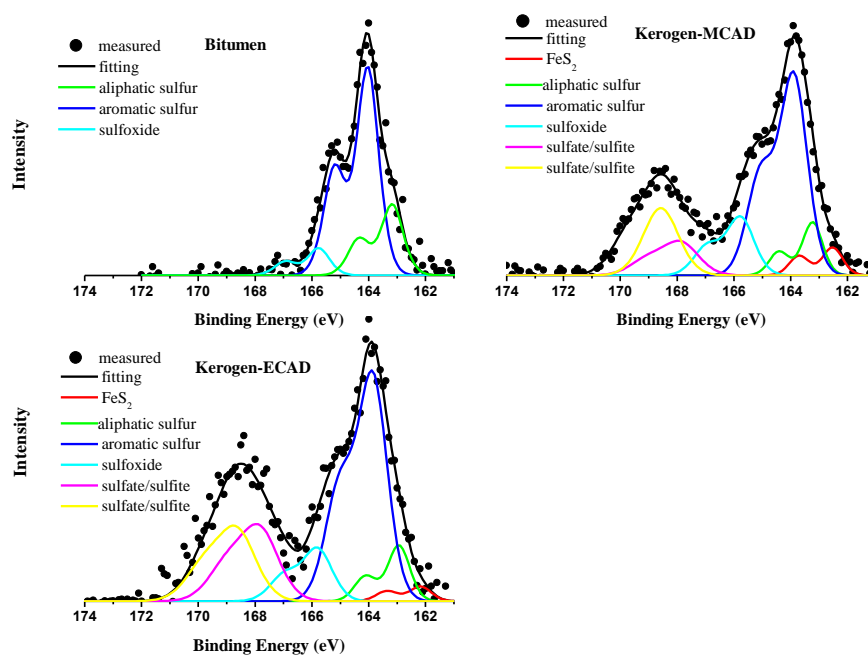 Bitumen
measured
fitting
aliphatic sulfur
aromatic sulfur
sulfoxide
Intensity
174 172 170 168 166 164 162
Binding Energy (eV)
Kerogen-MCAD
measured
fitting
FeS2
aliphatic sulfur
aromatic sulfur
sulfoxide
sulfate/sulfite
sulfate/sulfite
Intensity
174 172 170 168 166 164 162
Binding Energy (eV)
Kerogen-ECAD
measured
fitting
FeS2
aliphatic sulfur
aromatic sulfur
sulfoxide
sulfate/sulfite
sulfate/sulfite
Intensity
174 172 170 168 166 164 162
Binding Energy (eV)